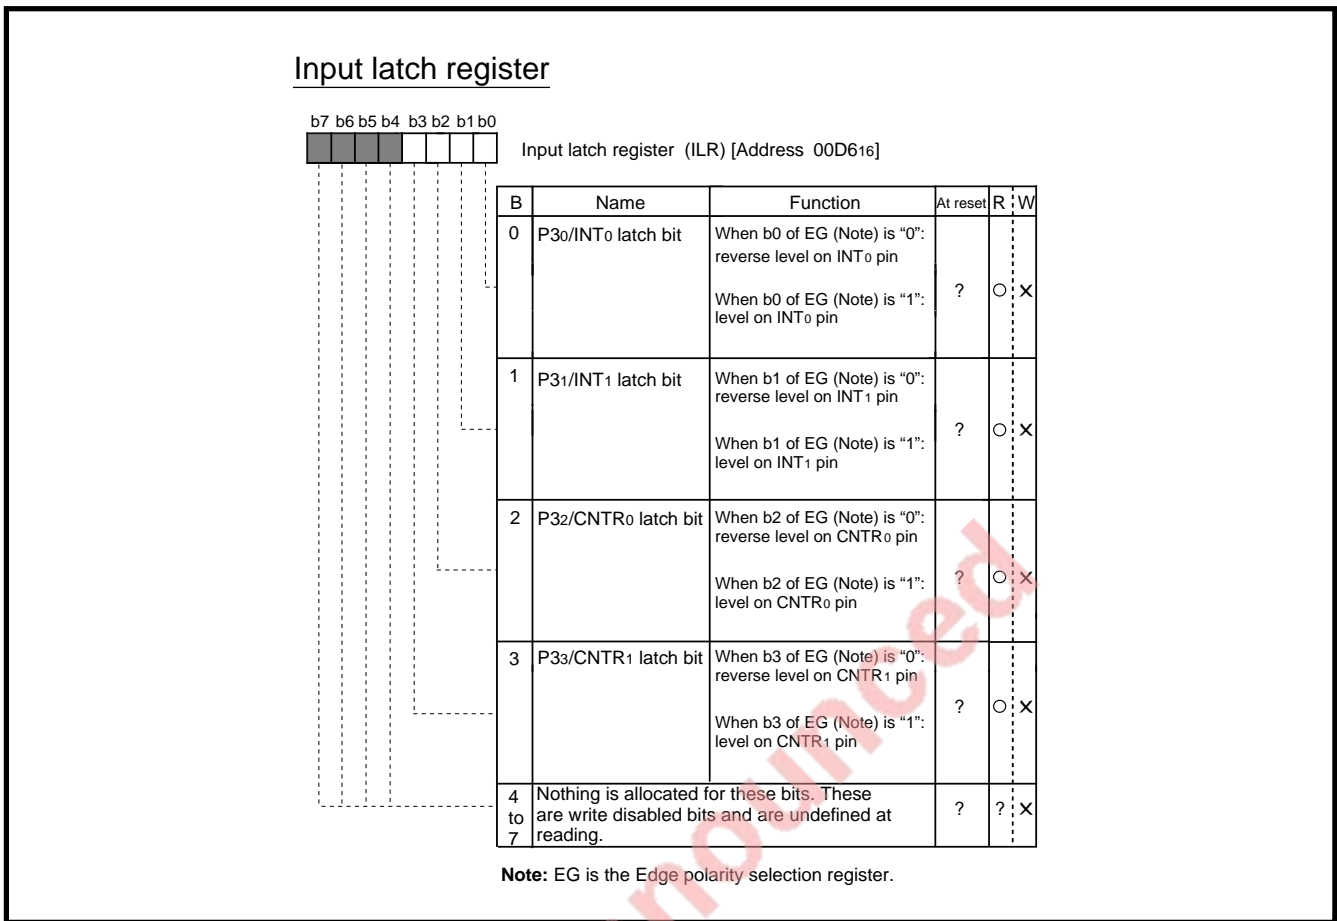 Input latch register
b7 b6 b5 b4 b3 b2 b1 b0
Input latch register (ILR) [Address 00D616]
B Name Function At reset R W
0 P30/INT0 latch bit When b0 of EG (Note) is “0”:
reverse level on INT0 pin
When b0 of EG (Note) is “1”:
level on INT0 pin
? ○ ×
1 P31/INT1 latch bit When b1 of EG (Note) is “0”:
reverse level on INT1 pin
When b1 of EG (Note) is “1”:
level on INT1 pin
? ○ ×
2 P32/CNTR0 latch bit When b2 of EG (Note) is “0”:
reverse level on CNTR0 pin
When b2 of EG (Note) is “1”:
level on CNTR0 pin
? ○ ×
3 P33/CNTR1 latch bit When b3 of EG (Note) is “0”:
reverse level on CNTR1 pin
When b3 of EG (Note) is “1”:
level on CNTR1 pin
? ○ ×
4 to 7 Nothing is allocated for these bits. These
are write disabled bits and are undefined at
reading.
? ? ×
Note: EG is the Edge polarity selection register.
nounced